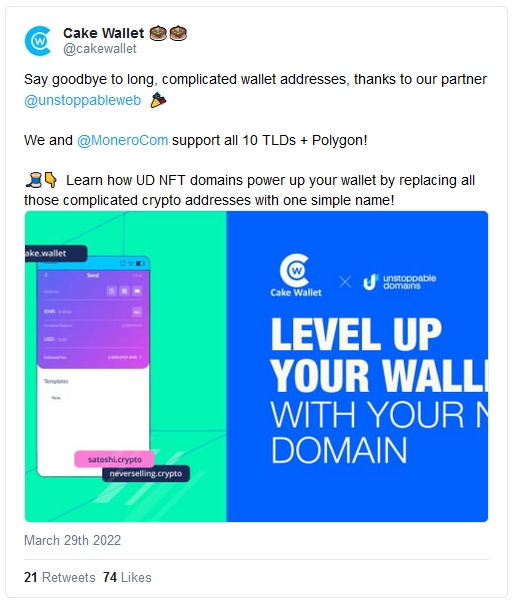 Cake Wallet
@cakewallet
Say goodbye to long, complicated wallet addresses, thanks to our partner
@unstoppableweb
We and @MoneroCom support all 10 TLDs + Polygon!
Learn how UD NFT domains power up your wallet by replacing all
those complicated crypto addresses with one simple name!
ake.wallet
Send
XMR
USD
Templates
New
satoshi.crypto
neverselling.crypto
Cake Wallet
unstoppable
domains
LEVEL UP
YOUR WALL
WITH YOUR N
DOMAIN
March 29th 2022
21 Retweets 74 Likes